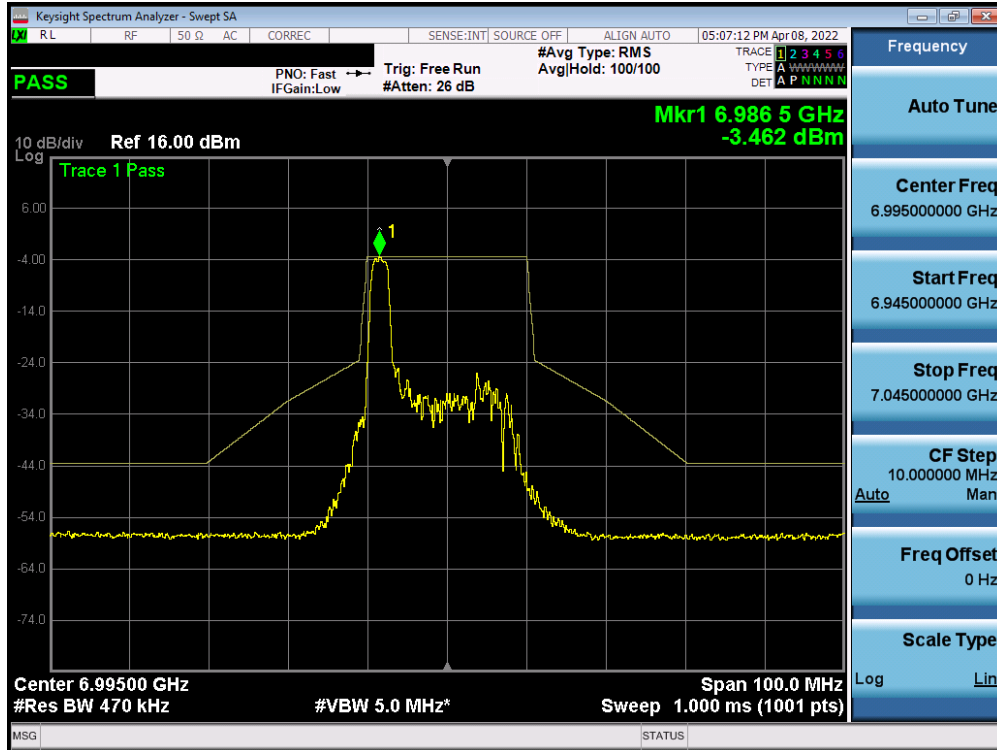 Keysight Spectrum Analyzer - Swept SA
LXI RL RF 50 Ω AC CORREC SENSE:INT SOURCE OFF ALIGN AUTO 05:07:12 PM Apr 08, 2022
PASS
PNO: Fast
IFGain:Low
Trig: Free Run
#Atten: 26 dB
#Avg Type: RMS
Avg|Hold: 100/100
TRACE 1 2 3 4 5 6
TYPE A WWWWW
DET A P N N N N
Mkr1 6.986 5 GHz
-3.462 dBm
10 dB/div Ref 16.00 dBm
Log
Trace 1 Pass
1
6.00
-4.00
-14.0
-24.0
-34.0
-44.0
-54.0
-64.0
-74.0
Center 6.99500 GHz Span 100.0 MHz
#Res BW 470 kHz #VBW 5.0 MHz* Sweep 1.000 ms (1001 pts)
MSG STATUS
Frequency
Auto Tune
Center Freq
6.995000000 GHz
Start Freq
6.945000000 GHz
Stop Freq
7.045000000 GHz
CF Step
10.000000 MHz
Auto Man
Freq Offset
0 Hz
Scale Type
Log Lin